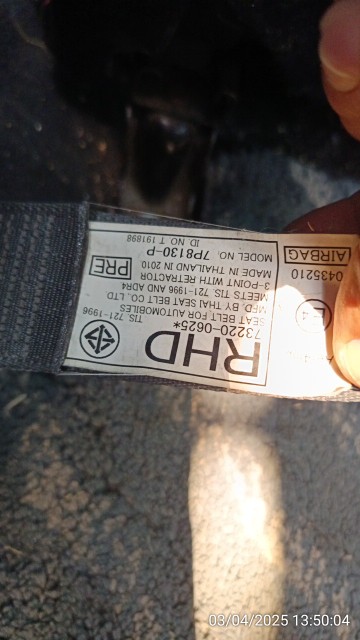 RHD
73220-0625*
TIS. 721-1996
SEAT BELT FOR AUTOMOBILES
MFD. BY THAI SEAT BELT CO. LTD
MEETS TIS 721-1996 AND ADR4
3-POINT WITH RETRACTOR
MADE IN THAILAND IN 2010
PRE
MODEL NO. 7P8130-P
ID NO T 191898
0435210
AIRBAG
03/04/2025 13:50:04